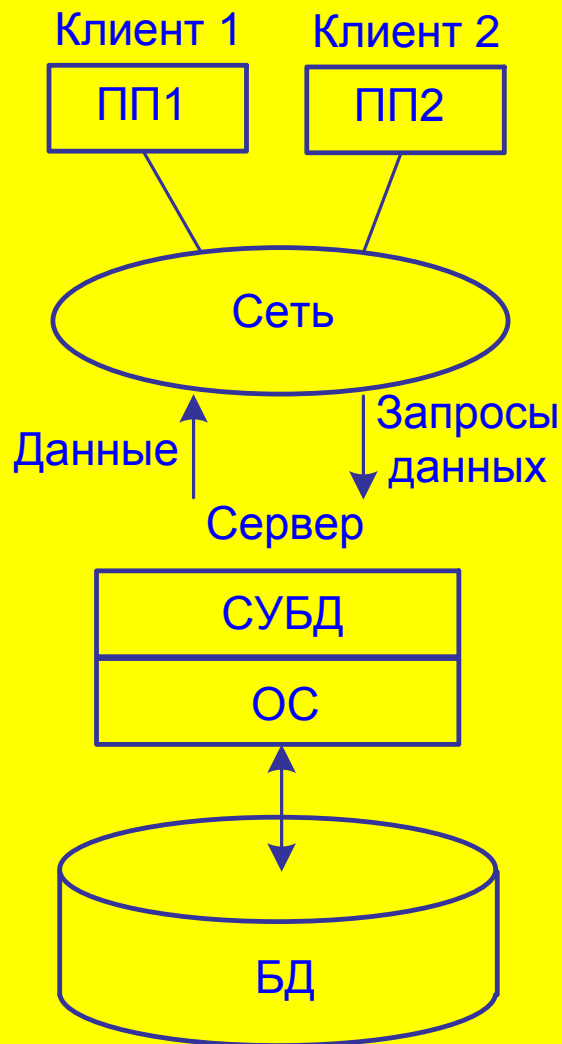 Клиент 1
Клиент 2
ПП1
ПП2
Сеть
Данные
Запросы
данных
Сервер
СУБД
ОС
БД